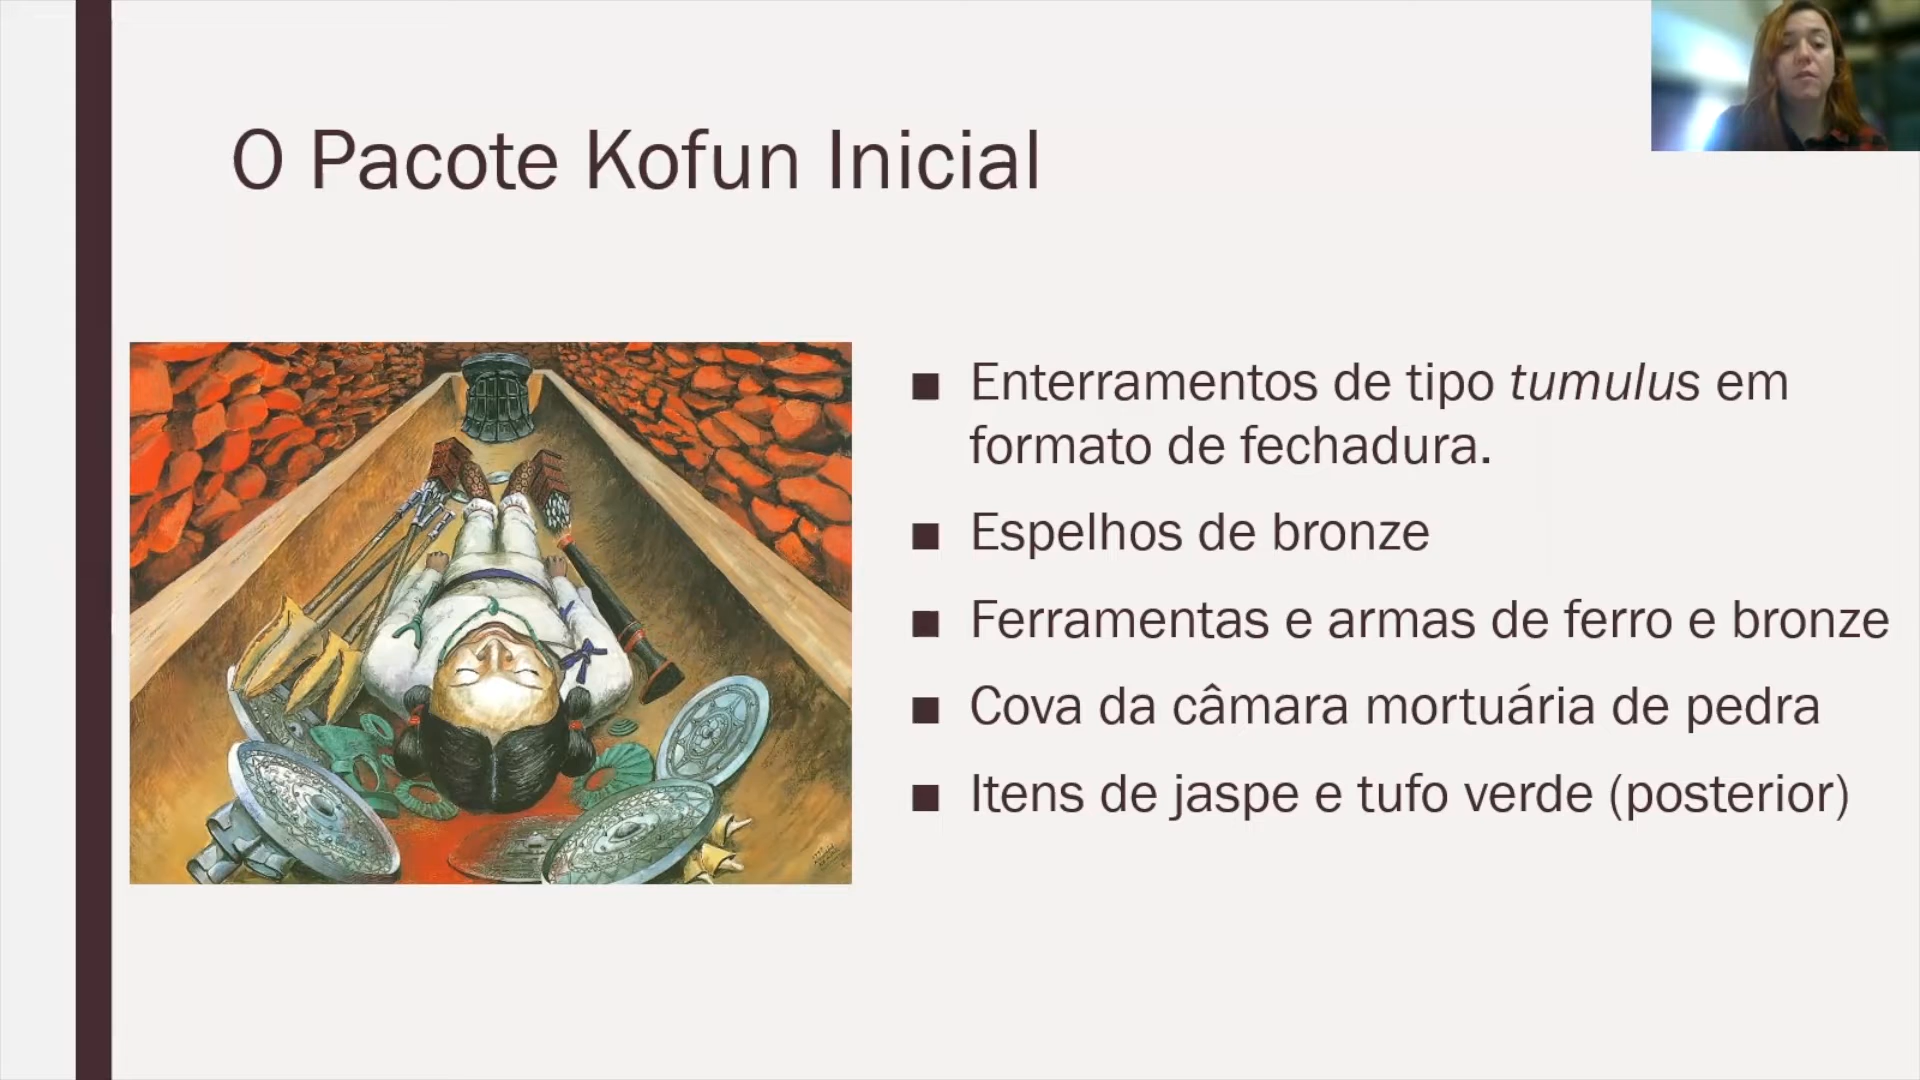 O Pacote Kofun Inicial
■ Enterramentos de tipo tumulus em
formato de fechadura.
■ Espelhos de bronze
■ Ferramentas e armas de ferro e bronze
■ Cova da câmara mortuária de pedra
■ Itens de jaspe e tufo verde (posterior)